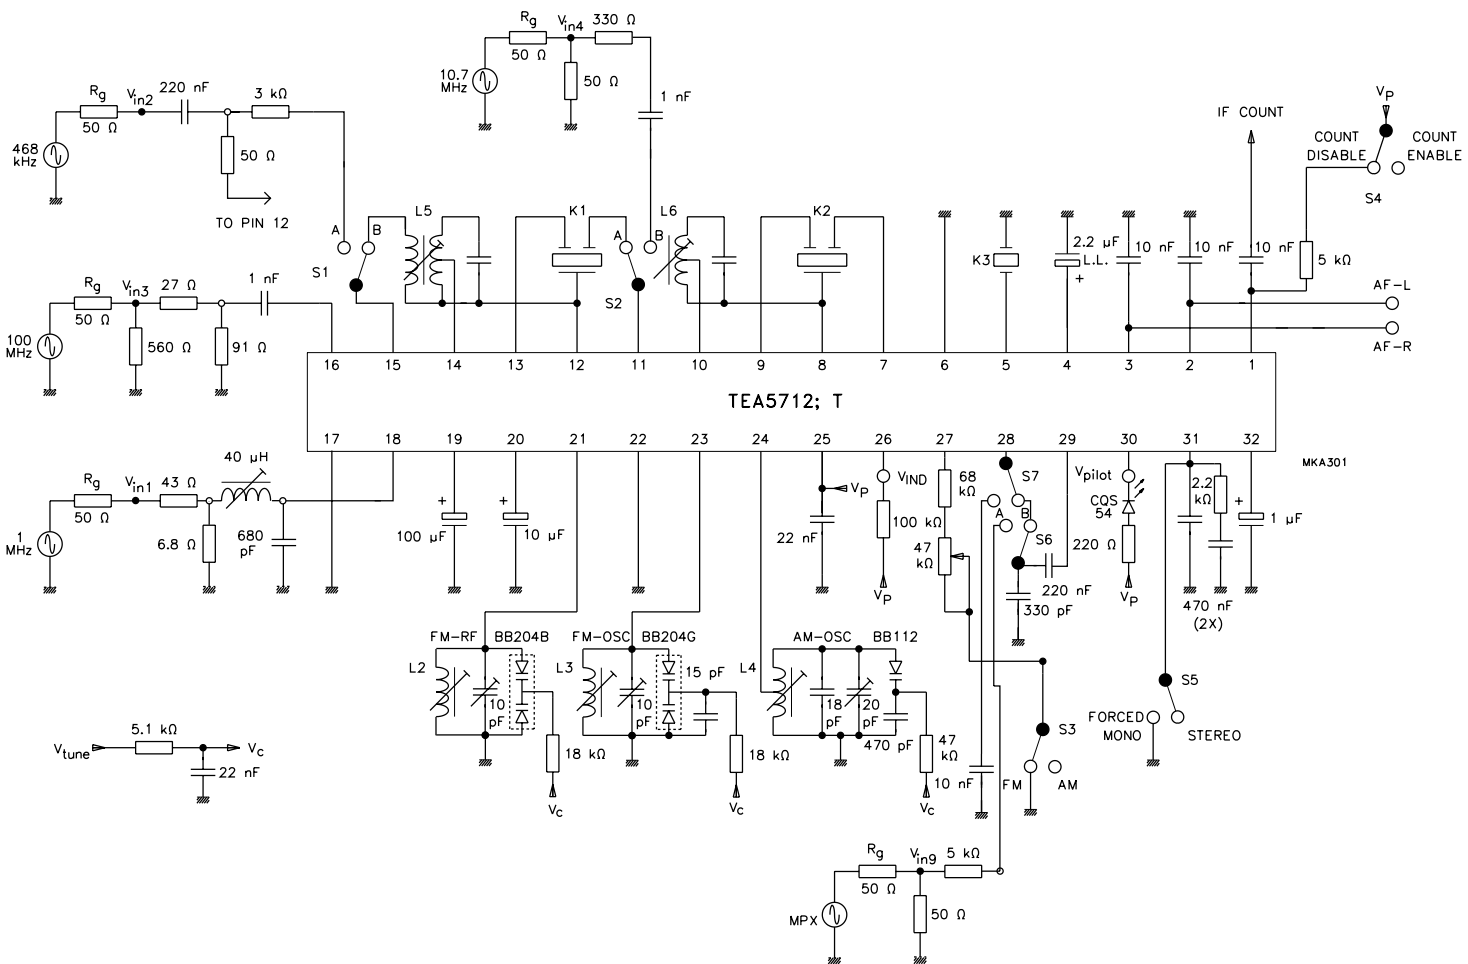 Rg
Vin4
330 Ω
50 Ω
10.7
MHz
50 Ω
1 nF
Rg
Vin2
220 nF
3 kΩ
50 Ω
468
kHz
50 Ω
TO PIN 12
IF COUNT
VP
COUNT
DISABLE
COUNT
ENABLE
S4
A
B
S1
L5
K1
A
B
S2
L6
K2
K3
2.2 µF
L.L.
+
10 nF
10 nF
10 nF
5 kΩ
AF-L
AF-R
Rg
Vin3
27 Ω
1 nF
50 Ω
100
MHz
560 Ω
91 Ω
16
15
14
13
12
11
10
9
8
7
6
5
4
3
2
1
TEA5712; T
17
18
19
20
21
22
23
24
25
26
27
28
29
30
31
32
MKA301
Rg
Vin1
43 Ω
40 µH
50 Ω
1
MHz
6.8 Ω
680
pF
+
100 µF
+
10 µF
VP
22 nF
VIND
100 kΩ
VP
68
kΩ
47
kΩ
S7
A
B
S6
220 nF
330 pF
Vpilot
CQS
54
220 Ω
VP
2.2
kΩ
470 nF
(2X)
+
1 µF
FM-RF
BB204B
L2
10
pF
18 kΩ
Vc
FM-OSC
BB204G
L3
10
pF
15 pF
18 kΩ
Vc
AM-OSC
BB112
L4
18
pF
20
pF
470 pF
47
kΩ
Vc
10 nF
S3
FM
AM
S5
FORCED
MONO
STEREO
Vtune
5.1 kΩ
Vc
22 nF
Rg
Vin9
5 kΩ
50 Ω
MPX
50 Ω